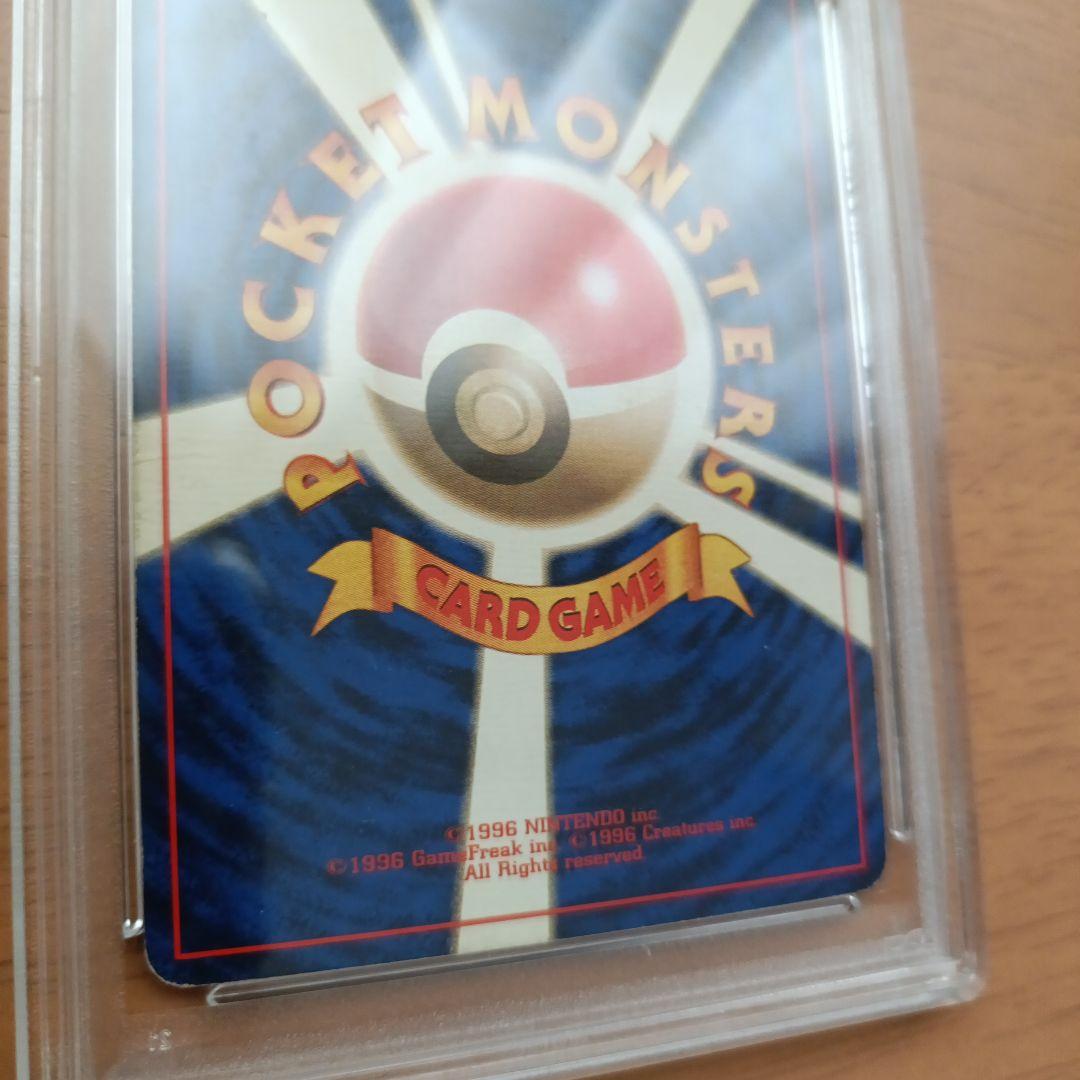 POCKET MONSTERS
CARD GAME
©1996 NINTENDO inc.
©1996 GameFreak inc. ©1996 Creatures inc.
All Rights reserved.